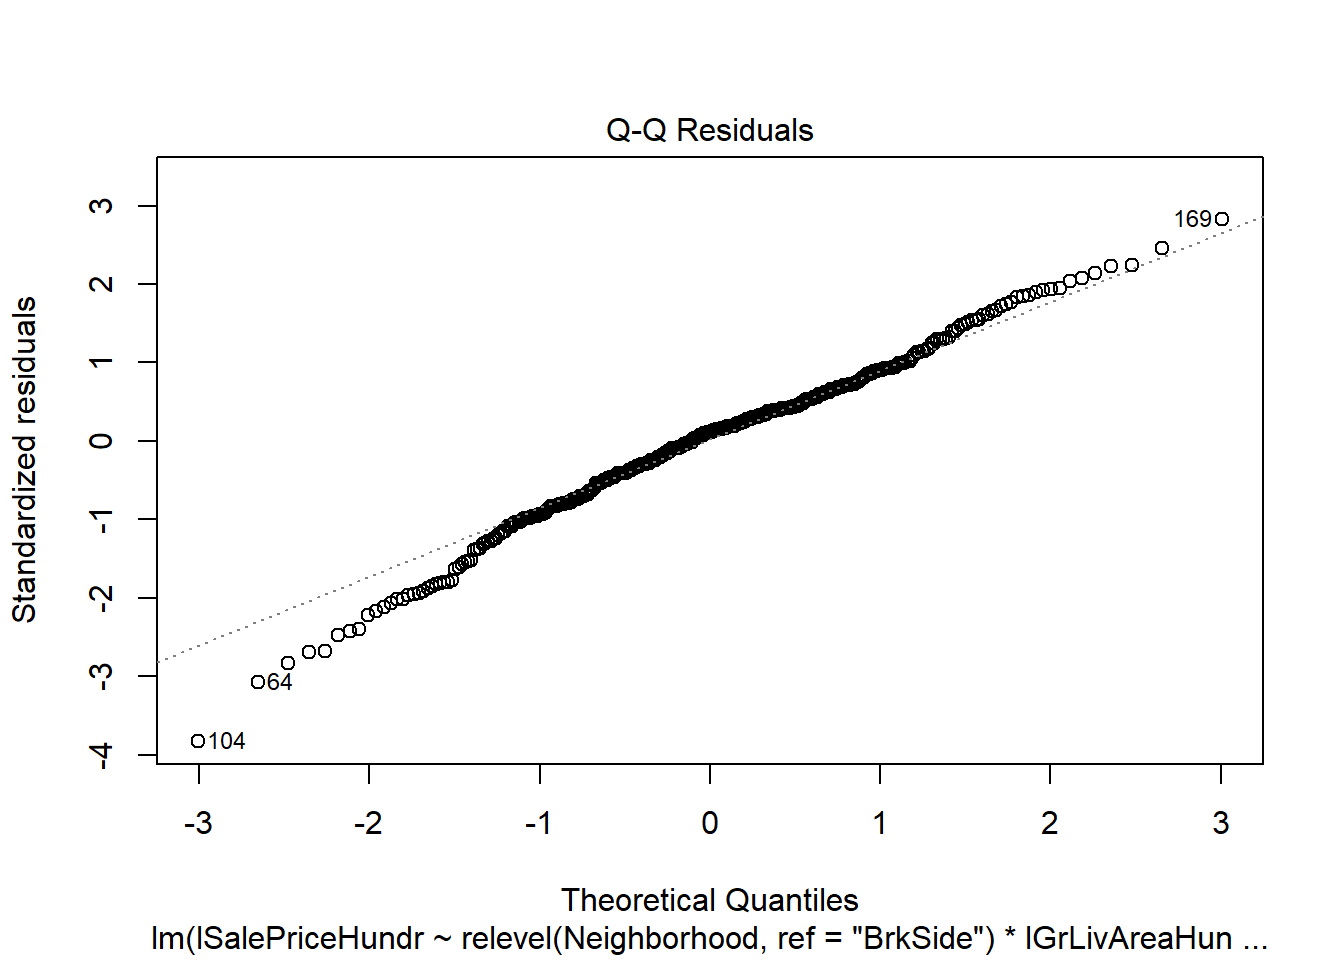 Q-Q Residuals
Standardized residuals
3
2
1
0
-1
-2
-3
-4
169
64
104
-3 -2 -1 0 1 2 3
Theoretical Quantiles
lm(lSalePriceHundr ~ relevel(Neighborhood, ref = "BrkSide") * lGrLivAreaHun ...